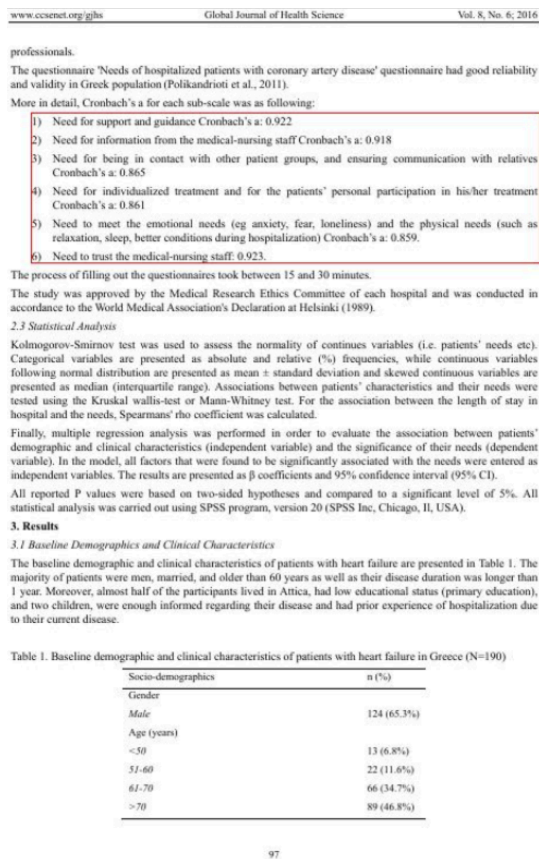 www.ccsenet.org/gjhs Global Journal of Health Science Vol. 8, No. 6; 2016
professionals.
The questionnaire 'Needs of hospitalized patients with coronary artery disease' questionnaire had good reliability
and validity in Greek population (Polikandrioti et al., 2011).
More in detail, Cronbach's a for each sub-scale was as following:
1) Need for support and guidance Cronbach's a: 0.922
2) Need for information from the medical-nursing staff Cronbach's a: 0.918
3) Need for being in contact with other patient groups, and ensuring communication with relatives
Cronbach's a: 0.865
4) Need for individualized treatment and for the patients' personal participation in his/her treatment
Cronbach's a: 0.861
5) Need to meet the emotional needs (eg anxiety, fear, loneliness) and the physical needs (such as
relaxation, sleep, better conditions during hospitalization) Cronbach's a: 0.859.
6) Need to trust the medical-nursing staff: 0.923.
The process of filling out the questionnaires took between 15 and 30 minutes.
The study was approved by the Medical Research Ethics Committee of each hospital and was conducted in
accordance to the World Medical Association's Declaration at Helsinki (1989).
2.3 Statistical Analysis
Kolmogorov-Smirnov test was used to assess the normality of continues variables (i.e. patients' needs etc).
Categorical variables are presented as absolute and relative (%) frequencies, while continuous variables
following normal distribution are presented as mean ± standard deviation and skewed continuous variables are
presented as median (interquartile range). Associations between patients' characteristics and their needs were
tested using the Kruskal wallis-test or Mann-Whitney test. For the association between the length of stay in
hospital and the needs, Spearmans' rho coefficient was calculated.
Finally, multiple regression analysis was performed in order to evaluate the association between patients'
demographic and clinical characteristics (independent variable) and the significance of their needs (dependent
variable). In the model, all factors that were found to be significantly associated with the needs were entered as
independent variables. The results are presented as β coefficients and 95% confidence interval (95% CI).
All reported P values were based on two-sided hypotheses and compared to a significant level of 5%. All
statistical analysis was carried out using SPSS program, version 20 (SPSS Inc, Chicago, Il, USA).
3. Results
3.1 Baseline Demographics and Clinical Characteristics
The baseline demographic and clinical characteristics of patients with heart failure are presented in Table 1. The
majority of patients were men, married, and older than 60 years as well as their disease duration was longer than
1 year. Moreover, almost half of the participants lived in Attica, had low educational status (primary education),
and two children, were enough informed regarding their disease and had prior experience of hospitalization due
to their current disease.
Table 1. Baseline demographic and clinical characteristics of patients with heart failure in Greece (N=190)
Socio-demographics n (%)
Gender
Male 124 (65.3%)
Age (years)
<50 13 (6.8%)
51-60 22 (11.6%)
61-70 66 (34.7%)
>70 89 (46.8%)
97